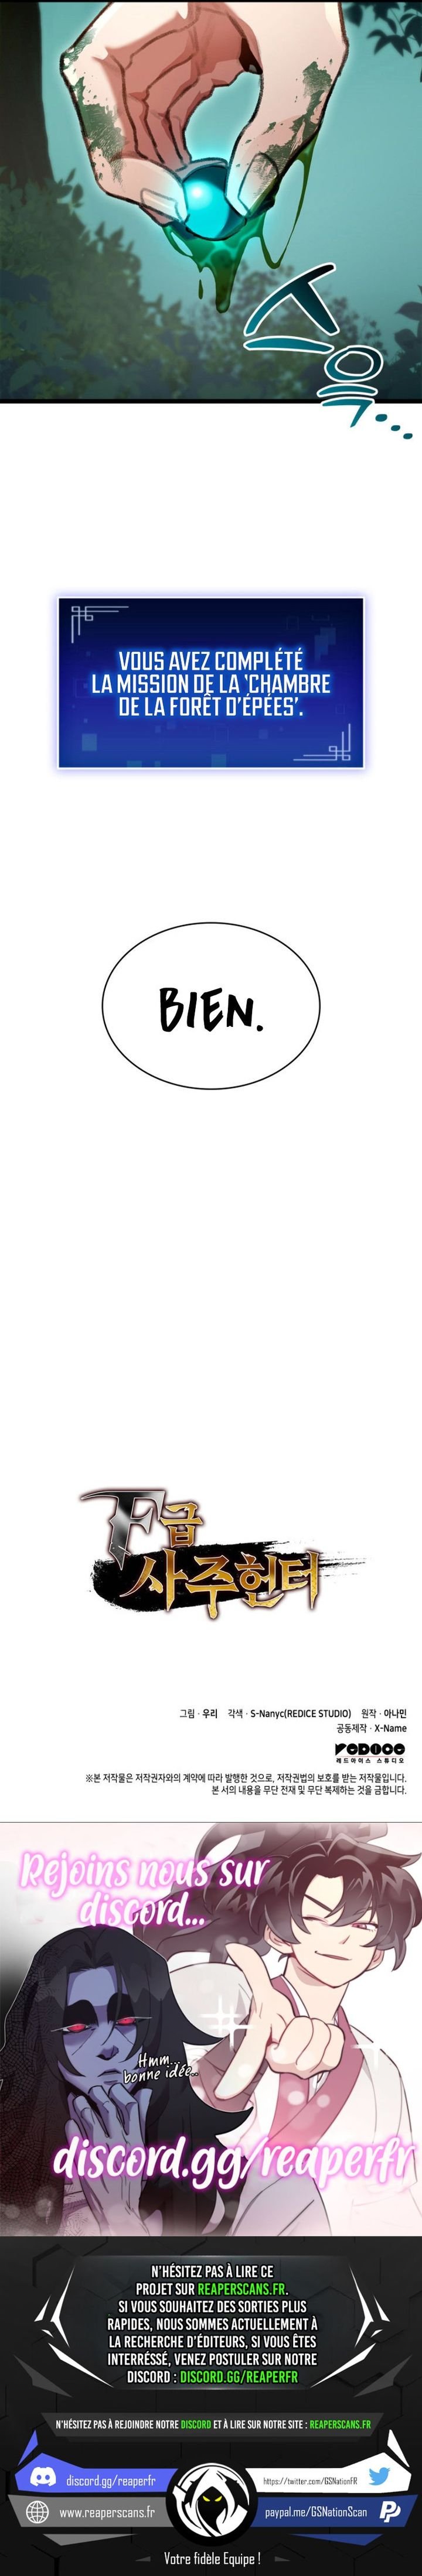 스윽...
VOUS AVEZ COMPLÉTÉ
LA MISSION DE LA 'CHAMBRE
DE LA FORÊT D'ÉPÉES'.
BIEN.
F급
사주헌터
그림 · 우리 각색 · S-Nanyc(REDICE STUDIO) 원작 · 아나민
공동제작 · X-Name
REDICE
레드아이스 스튜디오
※본 저작물은 저작권자와의 계약에 따라 발행한 것으로, 저작권법의 보호를 받는 저작물입니다.
본 서의 내용을 무단 전재 및 무단 복제하는 것을 금합니다.
Rejoins nous sur
discord...
Hmm...
bonne idée..
discord.gg/reaperfr
N'HÉSITEZ PAS À LIRE CE
PROJET SUR REAPERSCANS.FR.
SI VOUS SOUHAITEZ DES SORTIES PLUS
RAPIDES, NOUS SOMMES ACTUELLEMENT À
LA RECHERCHE D'ÉDITEURS, SI VOUS ÊTES
INTERRÉSSÉ, VENEZ POSTULER SUR NOTRE
DISCORD : DISCORD.GG/REAPERFR
N'HÉSITEZ PAS À REJOINDRE NOTRE DISCORD ET À LIRE SUR NOTRE SITE : REAPERSCANS.FR
discord.gg/reaperfr
https://twitter.com/GSNationFR
www.reaperscans.fr
paypal.me/GSNationScan
Votre fidèle Equipe !